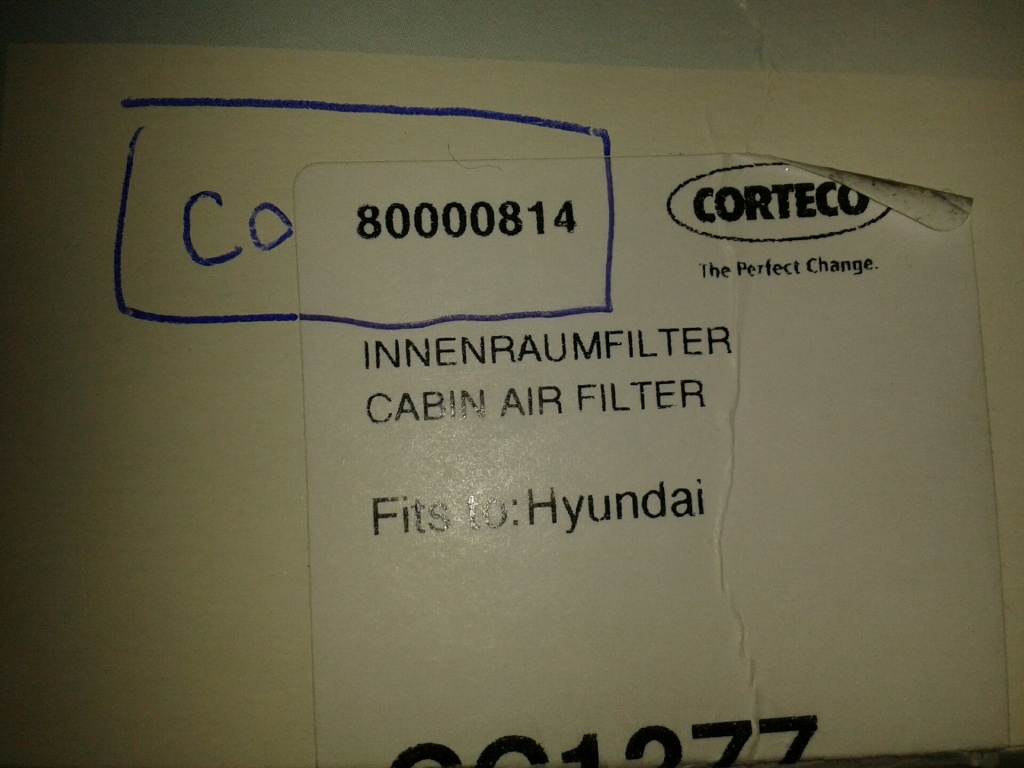 Co 80000814
CORTECO
The Perfect Change.
INNENRAUMFILTER
CABIN AIR FILTER
Fits to: Hyundai